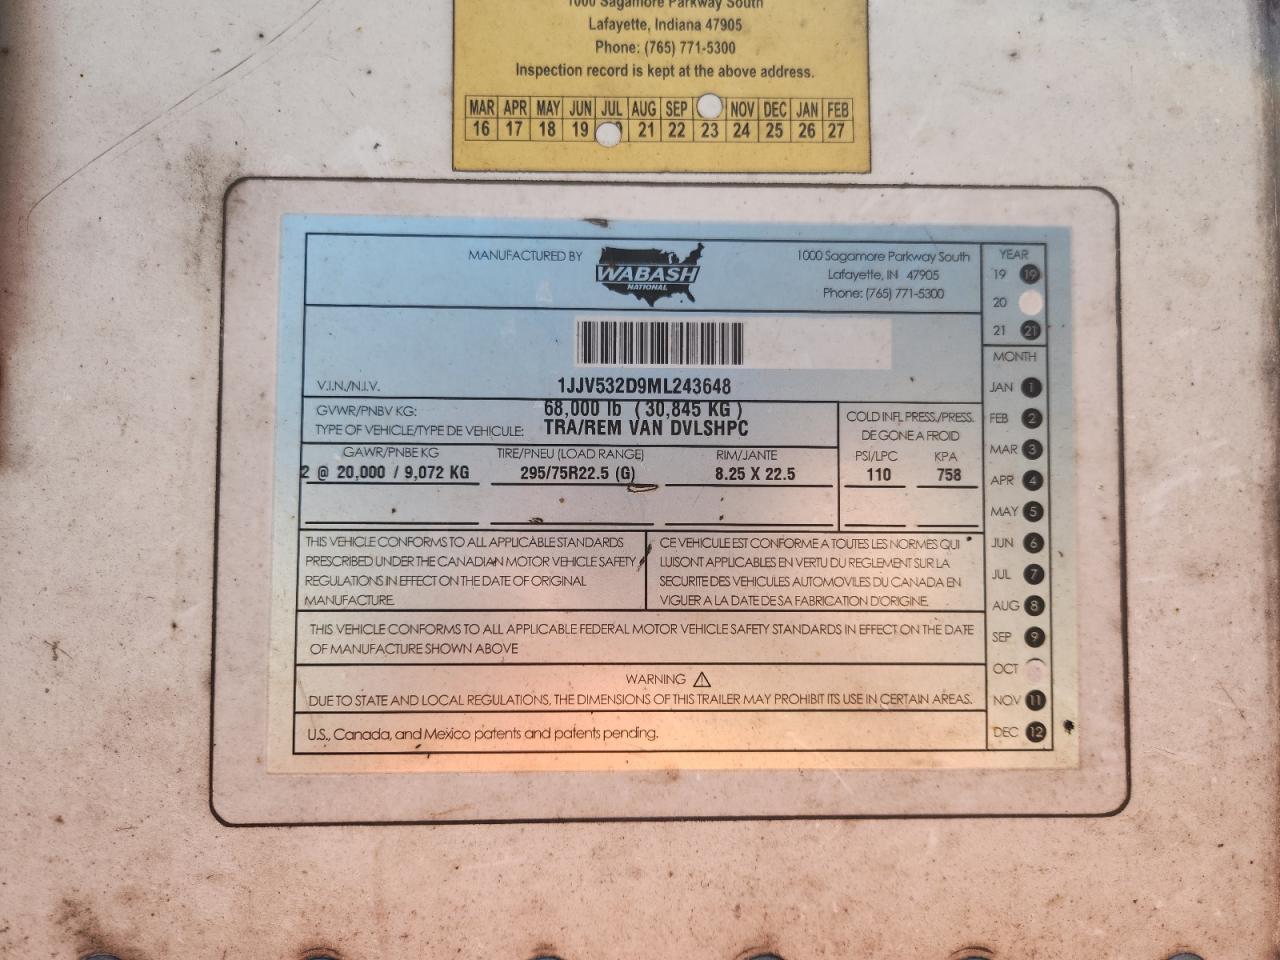 1000 Sagamore Parkway South
Lafayette, Indiana 47905
Phone: (765) 771-5300
Inspection record is kept at the above address.
MAR APR MAY JUN JUL AUG SEP NOV DEC JAN FEB
16 17 18 19 21 22 23 24 25 26 27
MANUFACTURED BY
WABASH
NATIONAL
1000 Sagamore Parkway South
Lafayette, IN 47905
Phone: (765) 771-5300
YEAR
19 19
20
21 21
MONTH
JAN 1
FEB 2
MAR 3
APR 4
MAY 5
JUN 6
JUL 7
AUG 8
SEP 9
OCT
NOV 11
DEC 12
V.I.N./N.I.V. 1JJV532D9ML243648
GVWR/PNBV KG: 68,000 lb ( 30,845 KG )
TYPE OF VEHICLE/TYPE DE VEHICULE: TRA/REM VAN DVLSHPC
COLD INFL PRESS./PRESS.
DE GONE A FROID
GAWR/PNBE KG TIRE/PNEU (LOAD RANGE) RIM/JANTE PSI/LPC KPA
2 @ 20,000 / 9,072 KG 295/75R22.5 (G) 8.25 X 22.5 110 758
THIS VEHICLE CONFORMS TO ALL APPLICABLE STANDARDS
PRESCRIBED UNDER THE CANADIAN MOTOR VEHICLE SAFETY
REGULATIONS IN EFFECT ON THE DATE OF ORIGINAL
MANUFACTURE.
CE VEHICULE EST CONFORME A TOUTES LES NORMES QUI
LUISONT APPLICABLES EN VERTU DU REGLEMENT SUR LA
SECURITE DES VEHICULES AUTOMOVILES DU CANADA EN
VIGUER A LA DATE DE SA FABRICATION D'ORIGINE.
THIS VEHICLE CONFORMS TO ALL APPLICABLE FEDERAL MOTOR VEHICLE SAFETY STANDARDS IN EFFECT ON THE DATE
OF MANUFACTURE SHOWN ABOVE
WARNING
DUE TO STATE AND LOCAL REGULATIONS, THE DIMENSIONS OF THIS TRAILER MAY PROHIBIT ITS USE IN CERTAIN AREAS.
U.S., Canada, and Mexico patents and patents pending.